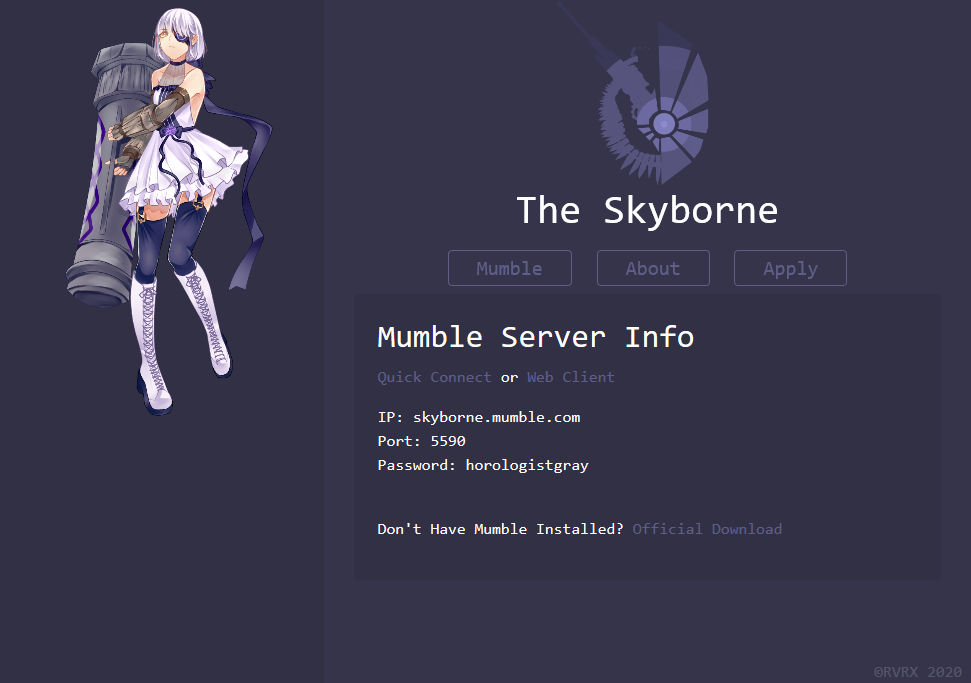 The Skyborne
Mumble About Apply
Mumble Server Info
Quick Connect or Web Client
IP: skyborne.mumble.com
Port: 5590
Password: horologistgray
Don't Have Mumble Installed? Official Download
©RVRX 2020